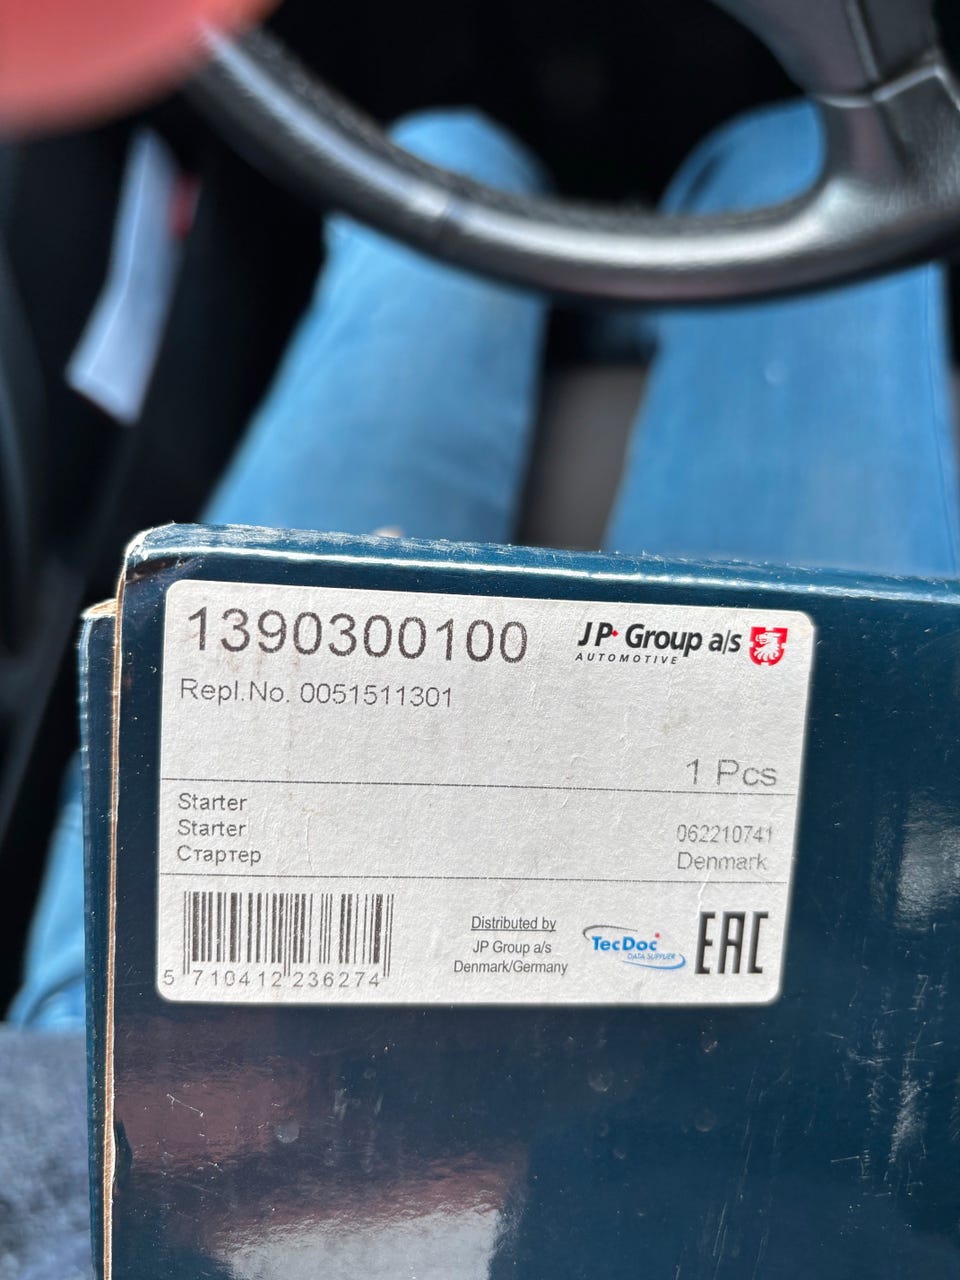 1390300100
JP Group a/s
AUTOMOTIVE
Repl.No. 0051511301
1 Pcs
Starter
Starter
Стартер
062210741
Denmark
5 710412 236274
Distributed by
JP Group a/s
Denmark/Germany
TecDoc
DATA SUPPLIER
EAC